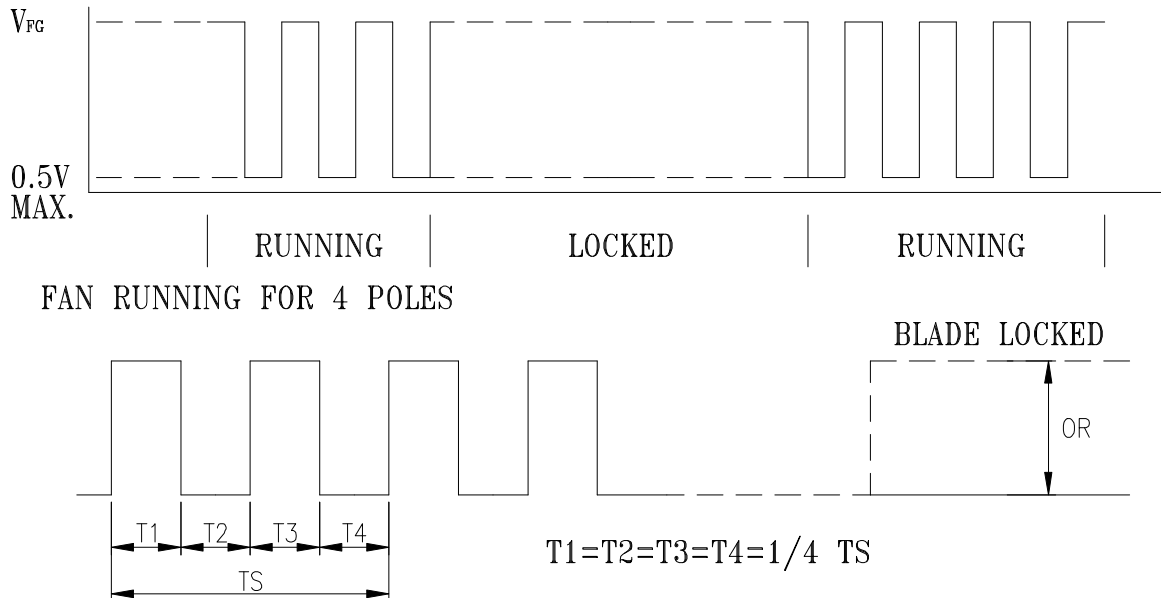 VFG
0.5V
MAX.
RUNNING LOCKED RUNNING
FAN RUNNING FOR 4 POLES
BLADE LOCKED
OR
T1 T2 T3 T4
T1=T2=T3=T4=1/4 TS
TS